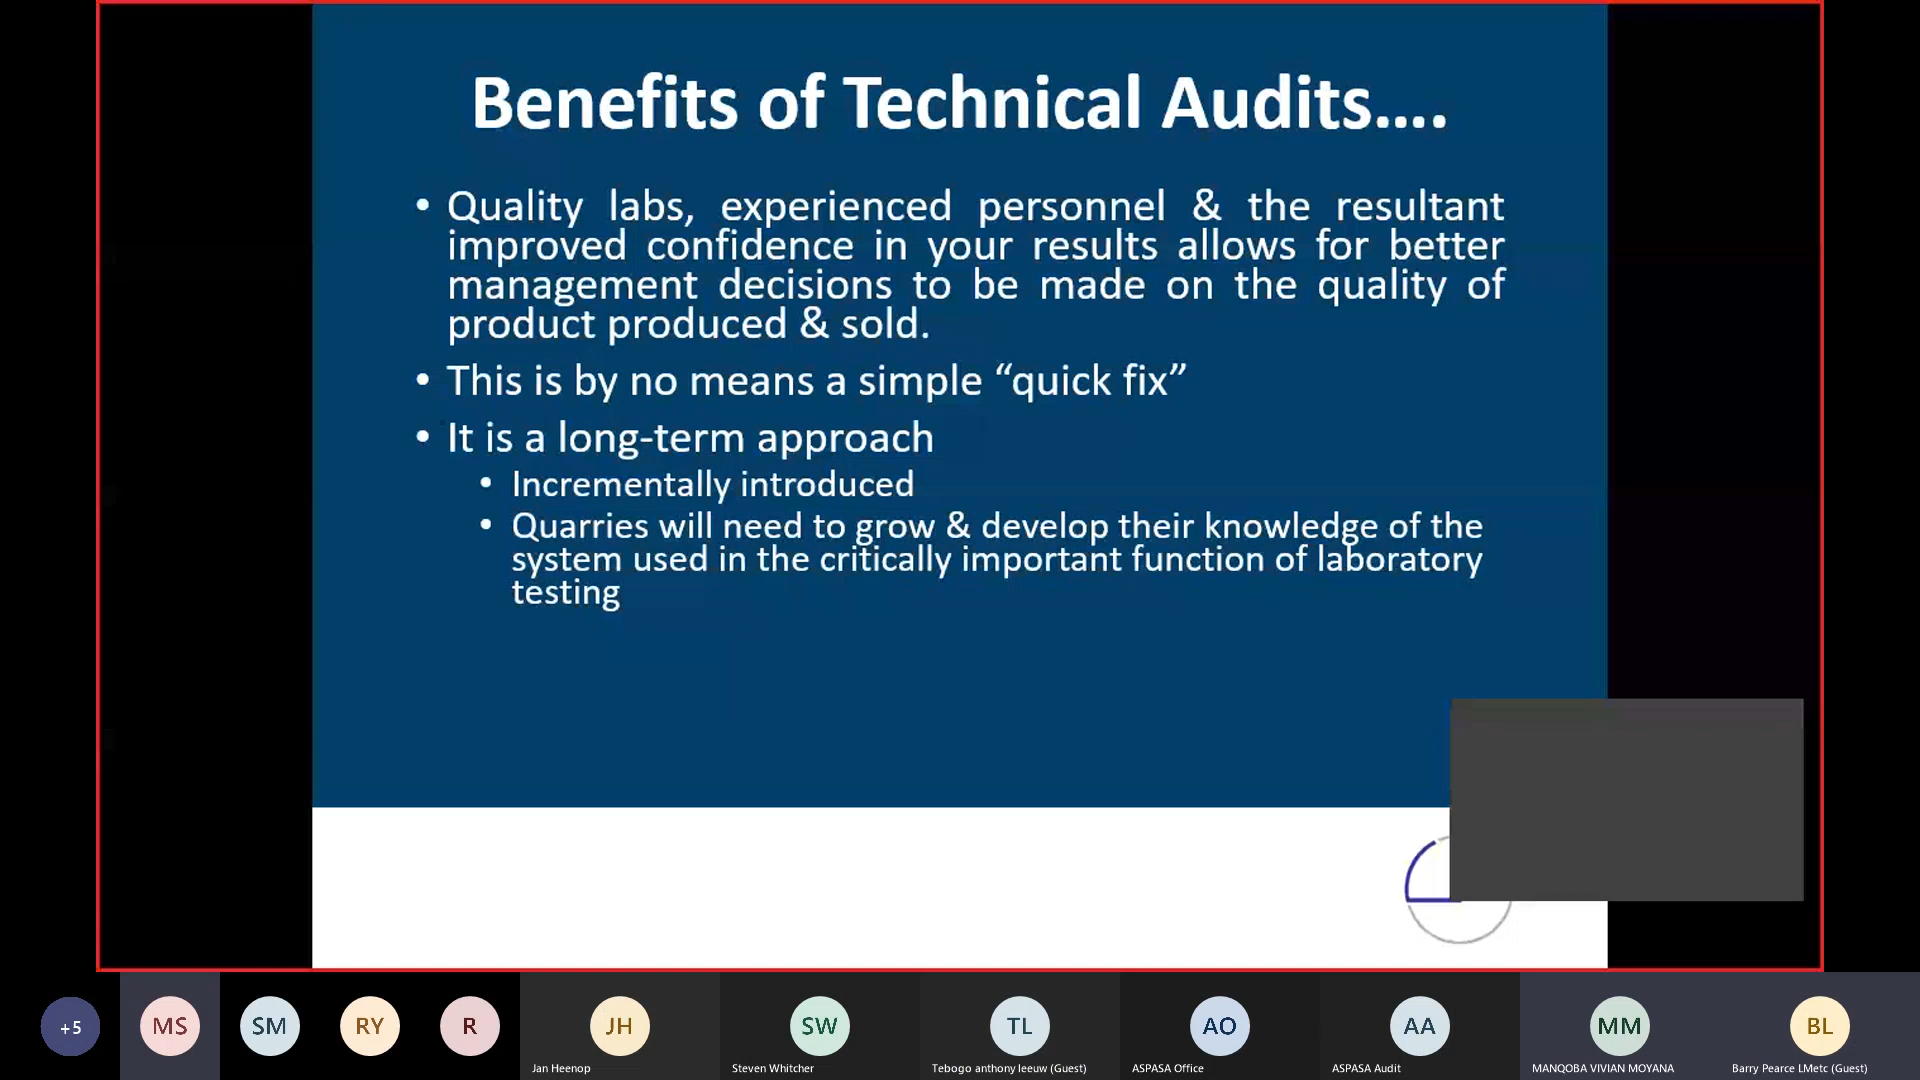 Benefits of Technical Audits....
• Quality labs, experienced personnel & the resultant
improved confidence in your results allows for better
management decisions to be made on the quality of
product produced & sold.
• This is by no means a simple “quick fix”
• It is a long-term approach
• Incrementally introduced
• Quarries will need to grow & develop their knowledge of the
system used in the critically important function of laboratory
testing
+5
MS
SM
RY
R
JH
SW
TL
AO
AA
MM
BL
Jan Heenop
Steven Whitcher
Tebogo anthony leeuw (Guest)
ASPASA Office
ASPASA Audit
MANQOBA VIVIAN MOYANA
Barry Pearce LMetc (Guest)